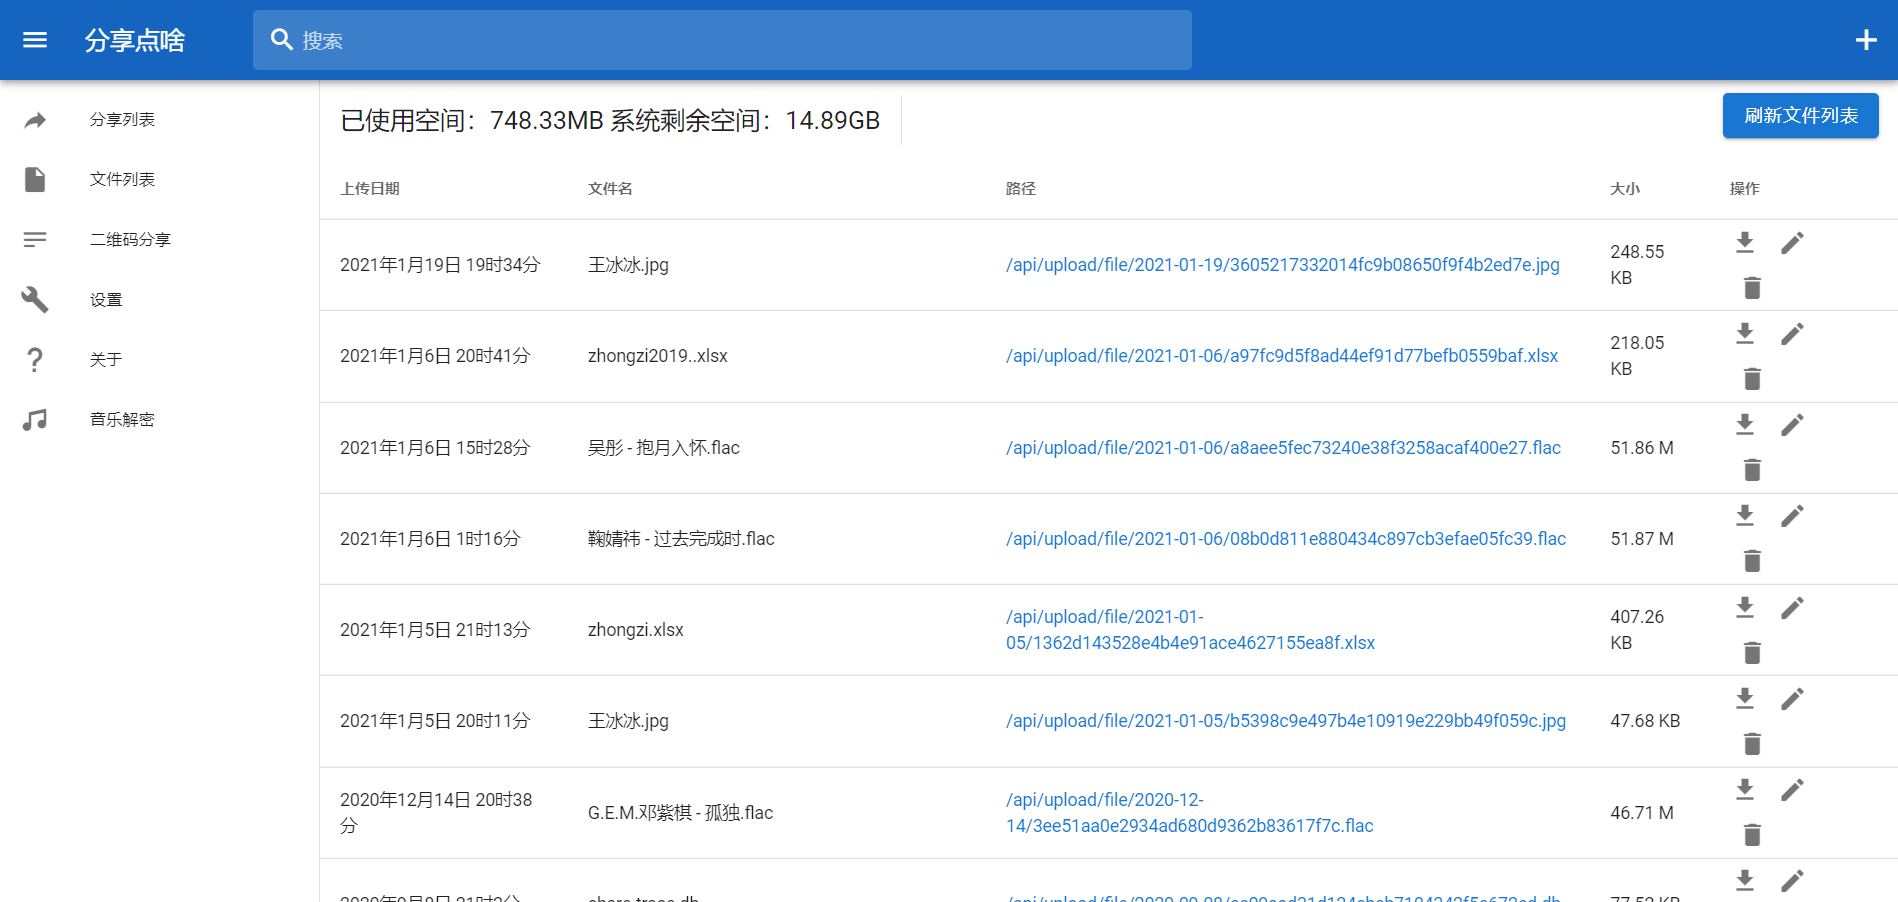 分享点啥
搜索
分享列表
文件列表
二维码分享
设置
关于
音乐解密
已使用空间：748.33MB 系统剩余空间：14.89GB
刷新文件列表
上传日期 文件名 路径 大小 操作
2021年1月19日 19时34分 王冰冰.jpg /api/upload/file/2021-01-19/3605217332014fc9b08650f9f4b2ed7e.jpg 248.55
KB
2021年1月6日 20时41分 zhongzi2019..xlsx /api/upload/file/2021-01-06/a97fc9d5f8ad44ef91d77befb0559baf.xlsx 218.05
KB
2021年1月6日 15时28分 吴彤 - 抱月入怀.flac /api/upload/file/2021-01-06/a8aee5fec73240e38f3258acaf400e27.flac 51.86 M
2021年1月6日 1时16分 鞠婧祎 - 过去完成时.flac /api/upload/file/2021-01-06/08b0d811e880434c897cb3efae05fc39.flac 51.87 M
2021年1月5日 21时13分 zhongzi.xlsx /api/upload/file/2021-01-
05/1362d143528e4b4e91ace4627155ea8f.xlsx 407.26
KB
2021年1月5日 20时11分 王冰冰.jpg /api/upload/file/2021-01-05/b5398c9e497b4e10919e229bb49f059c.jpg 47.68 KB
2020年12月14日 20时38
分 G.E.M.邓紫棋 - 孤独.flac /api/upload/file/2020-12-
14/3ee51aa0e2934ad680d9362b83617f7c.flac 46.71 M